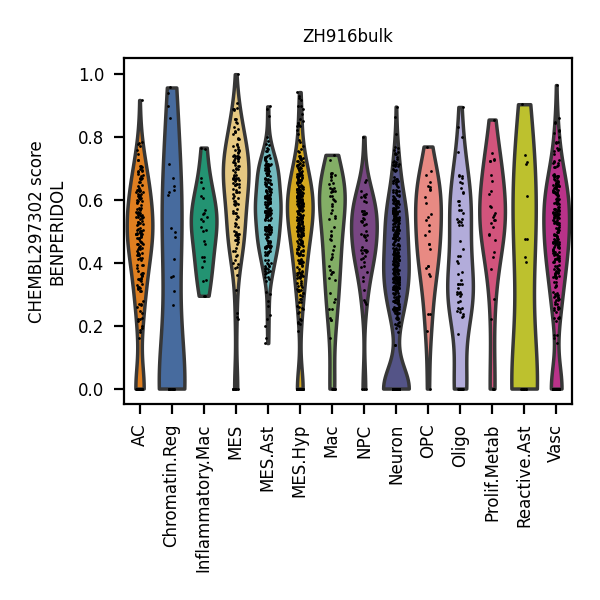 ZH916bulk
CHEMBL297302 score
BENPERIDOL
1.0
0.8
0.6
0.4
0.2
0.0
AC
Chromatin.Reg
Inflammatory.Mac
MES
MES.Ast
MES.Hyp
Mac
NPC
Neuron
OPC
Oligo
Prolif.Metab
Reactive.Ast
Vasc